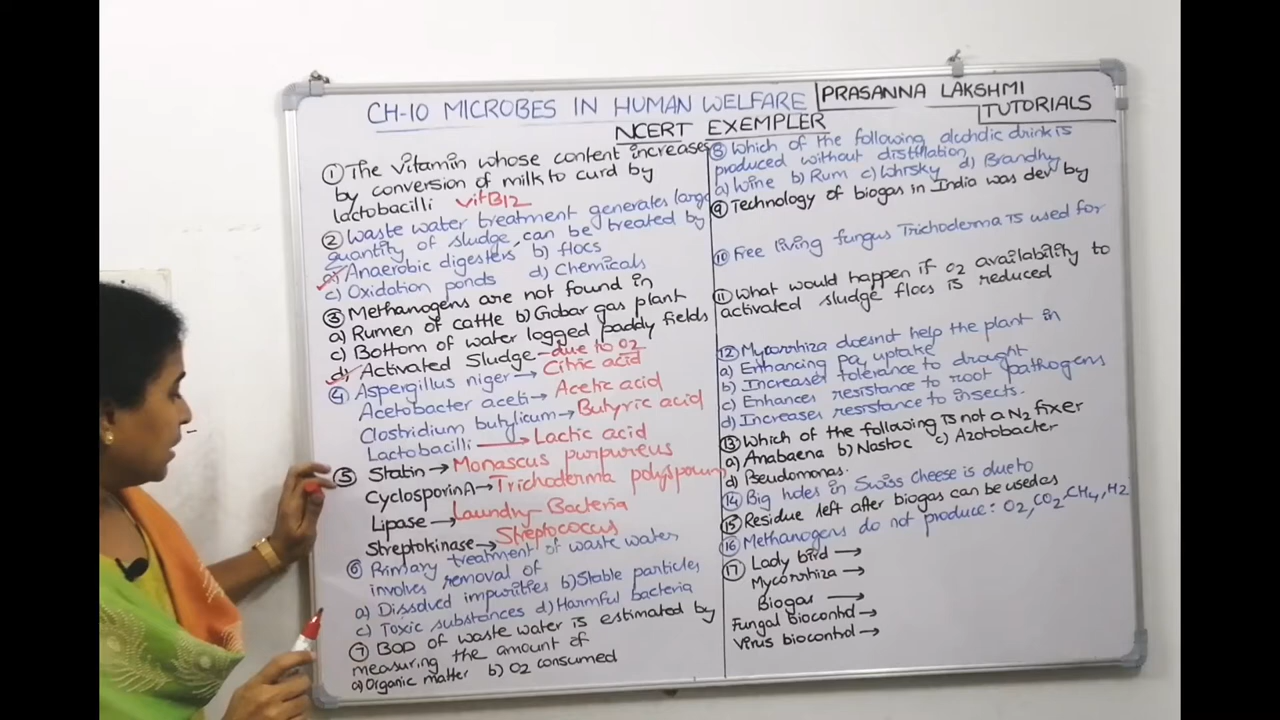 CH-10 MICROBES IN HUMAN WELFARE
PRASANNA LAKSHMI
TUTORIALS
NCERT EXEMPLER
① The Vitamin whose content increases
by conversion of milk to curd by
lactobacilli Vit B12
② Waste water treatment generates large
quantity of sludge, can be treated by
a) Anaerobic digesters b) flocs
c) Oxidation ponds d) Chemicals
③ Methanogens are not found in
a) Rumen of cattle b) Gobar gas plant
c) Bottom of water logged paddy fields
d) Activated Sludge - due to O2
④ Aspergillus niger → Citric acid
Acetobacter aceti → Acetic acid
Clostridium butylicum → Butyric acid
Lactobacilli → Lactic acid
⑤ Statin → Monascus purpureus
Cyclosporin A → Trichoderma polysporum
Lipase → Laundry Bacteria
Streptokinase → Streptococcus
⑥ Primary treatment of waste water
involves removal of
a) Dissolved impurities b) Stable particles
c) Toxic substances d) Harmful bacteria
⑦ BOD of waste water is estimated by
measuring the amount of
a) Organic matter b) O2 consumed
⑧ Which of the following alcoholic drink is
produced without distillation
a) Wine b) Rum c) Whisky d) Brandhy
⑨ Technology of biogas in India was dev by
⑩ Free living fungus Trichoderma is used for
⑪ What would happen if O2 availability to
activated sludge flocs is reduced
⑫ Mycorrhiza doesnt help the plant in
a) Enhancing PO4 uptake
b) Increases tolerance to drought
c) Enhances resistance to root pathogens
d) Increases resistance to insects.
⑬ Which of the following is not a N2 fixer
a) Anabaena b) Nostoc c) Azotobacter
d) Pseudomonas.
⑭ Big holes in Swiss cheese is due to
⑮ Residue left after biogas can be used as
⑯ Methanogens do not produce: O2, CO2, CH4, H2
⑰ Lady bird →
Mycorrhiza →
Biogas →
Fungal biocontrol →
Virus biocontrol →